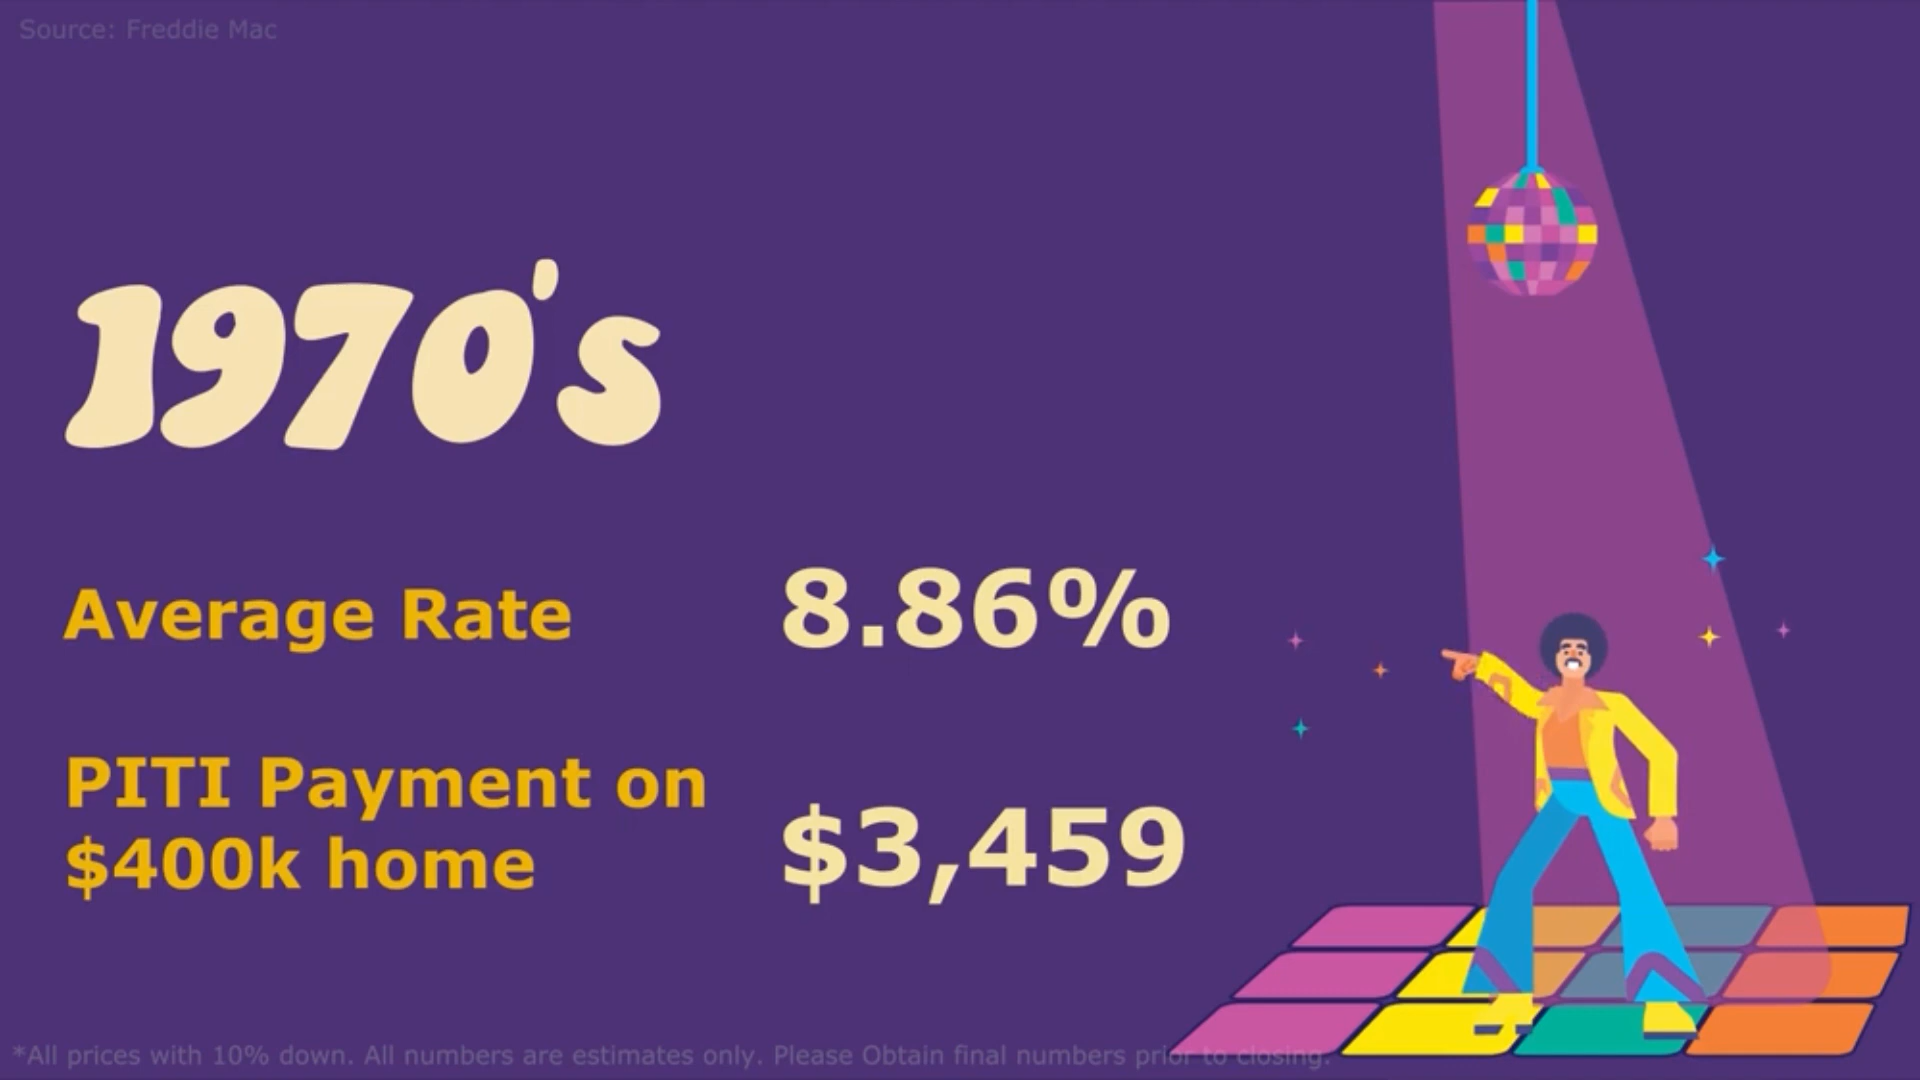 Source: Freddie Mac
1970's
Average Rate
8.86%
PITI Payment on
$400k home
$3,459
*All prices with 10% down. All numbers are estimates only. Please Obtain final numbers prior to closing.